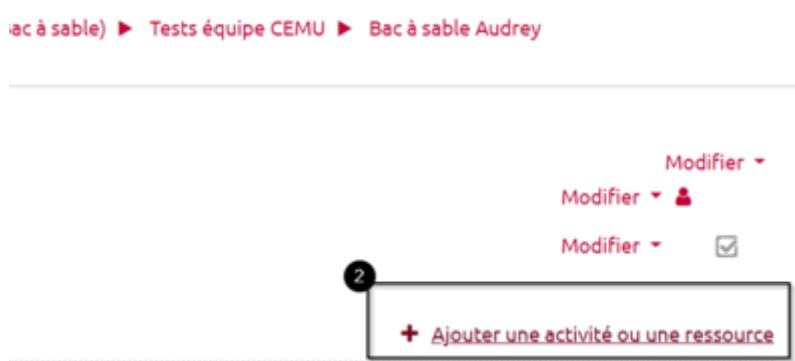 ac à sable) ▶ Tests équipe CEMU ▶ Bac à sable Audrey
Modifier
Modifier
Modifier
2
+ Ajouter une activité ou une ressource